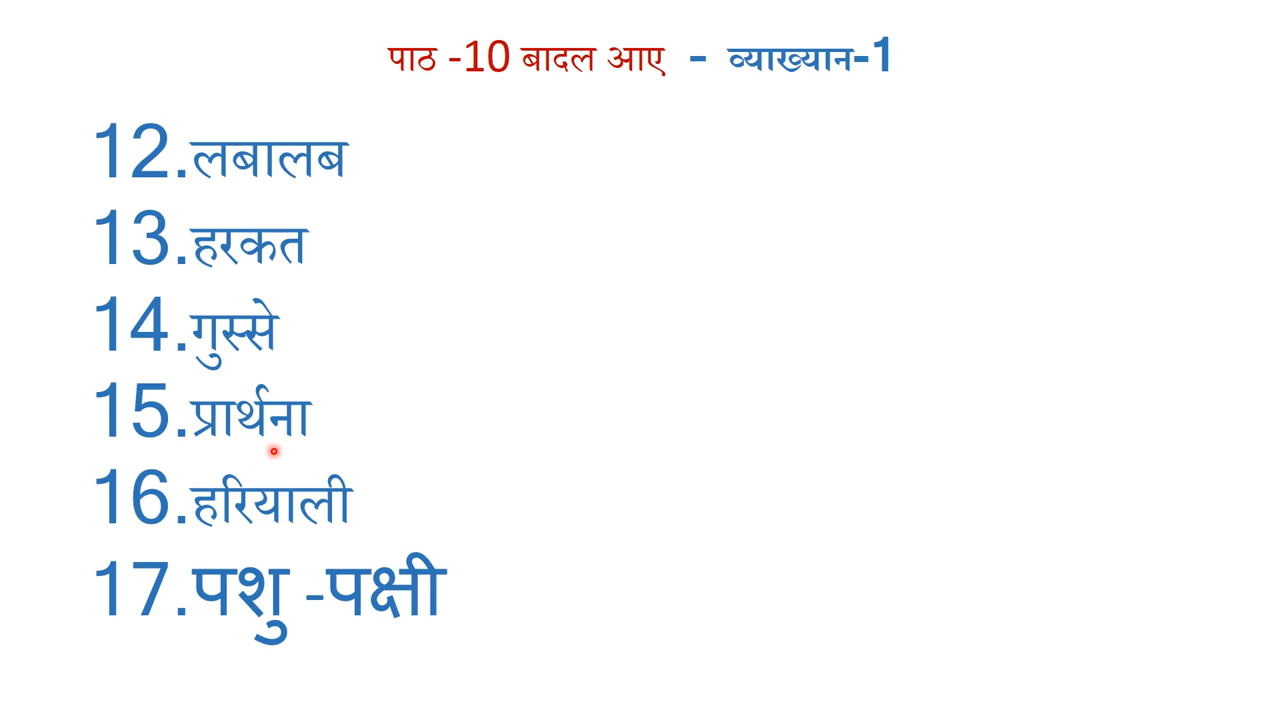 पाठ -10 बादल आए - व्याख्यान-1
12.लबालब
13.हरकत
14.गुस्से
15.प्रार्थना
16.हरियाली
17.पशु -पक्षी